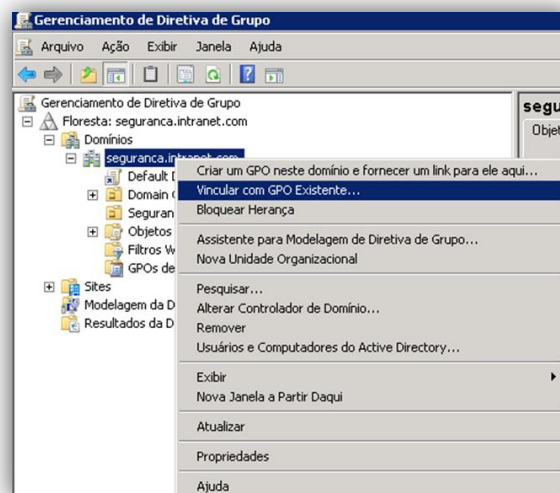 Gerenciamento de Diretiva de Grupo
Arquivo Ação Exibir Janela Ajuda
Gerenciamento de Diretiva de Grupo
Floresta: seguranca.intranet.com
Domínios
seguranca.intranet.com
Default
Domain
Objetos
Filtros
GPOs de
Sites
Modelagem da
Resultados da
Criar um GPO neste domínio e fornecer um link para ele aqui...
Vincular com GPO Existente...
Bloquear Herança
Assistente para Modelagem de Diretiva de Grupo...
Nova Unidade Organizacional
Pesquisar...
Alterar Controlador de Domínio...
Remover
Usuários e Computadores do Active Directory...
Exibir
Nova Janela a Partir Daqui
Atualizar
Propriedades
Ajuda